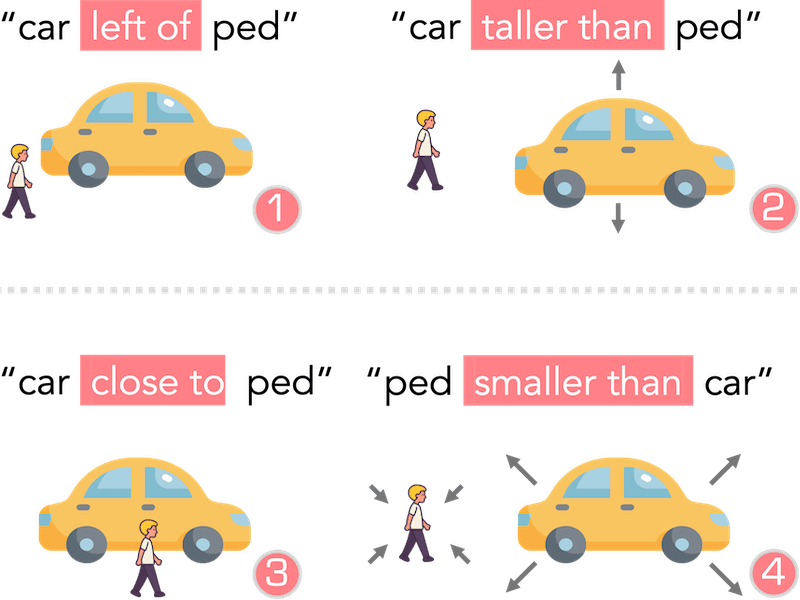 “car left of ped”
“car taller than ped”
1
2
“car close to ped”
“ped smaller than car”
3
4